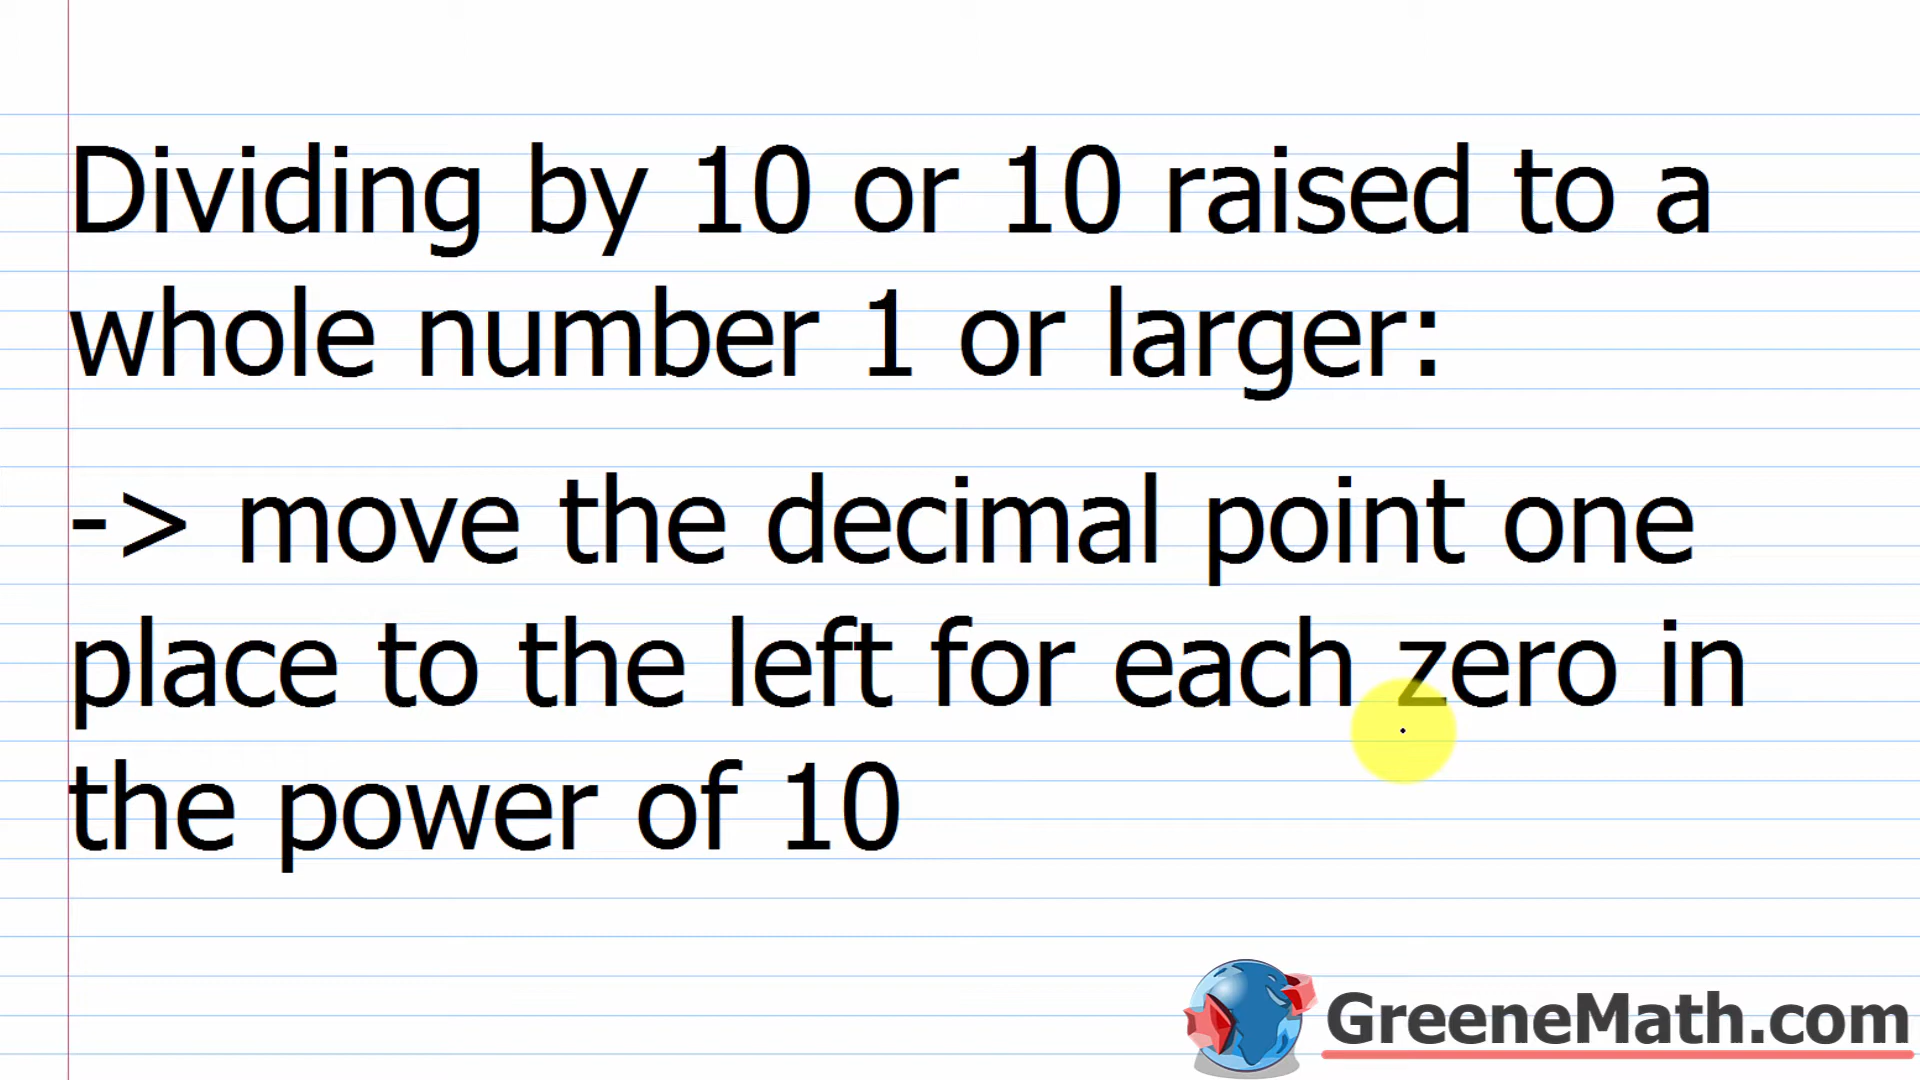 Dividing by 10 or 10 raised to a
whole number 1 or larger:
-> move the decimal point one
place to the left for each zero in
the power of 10
GreeneMath.com